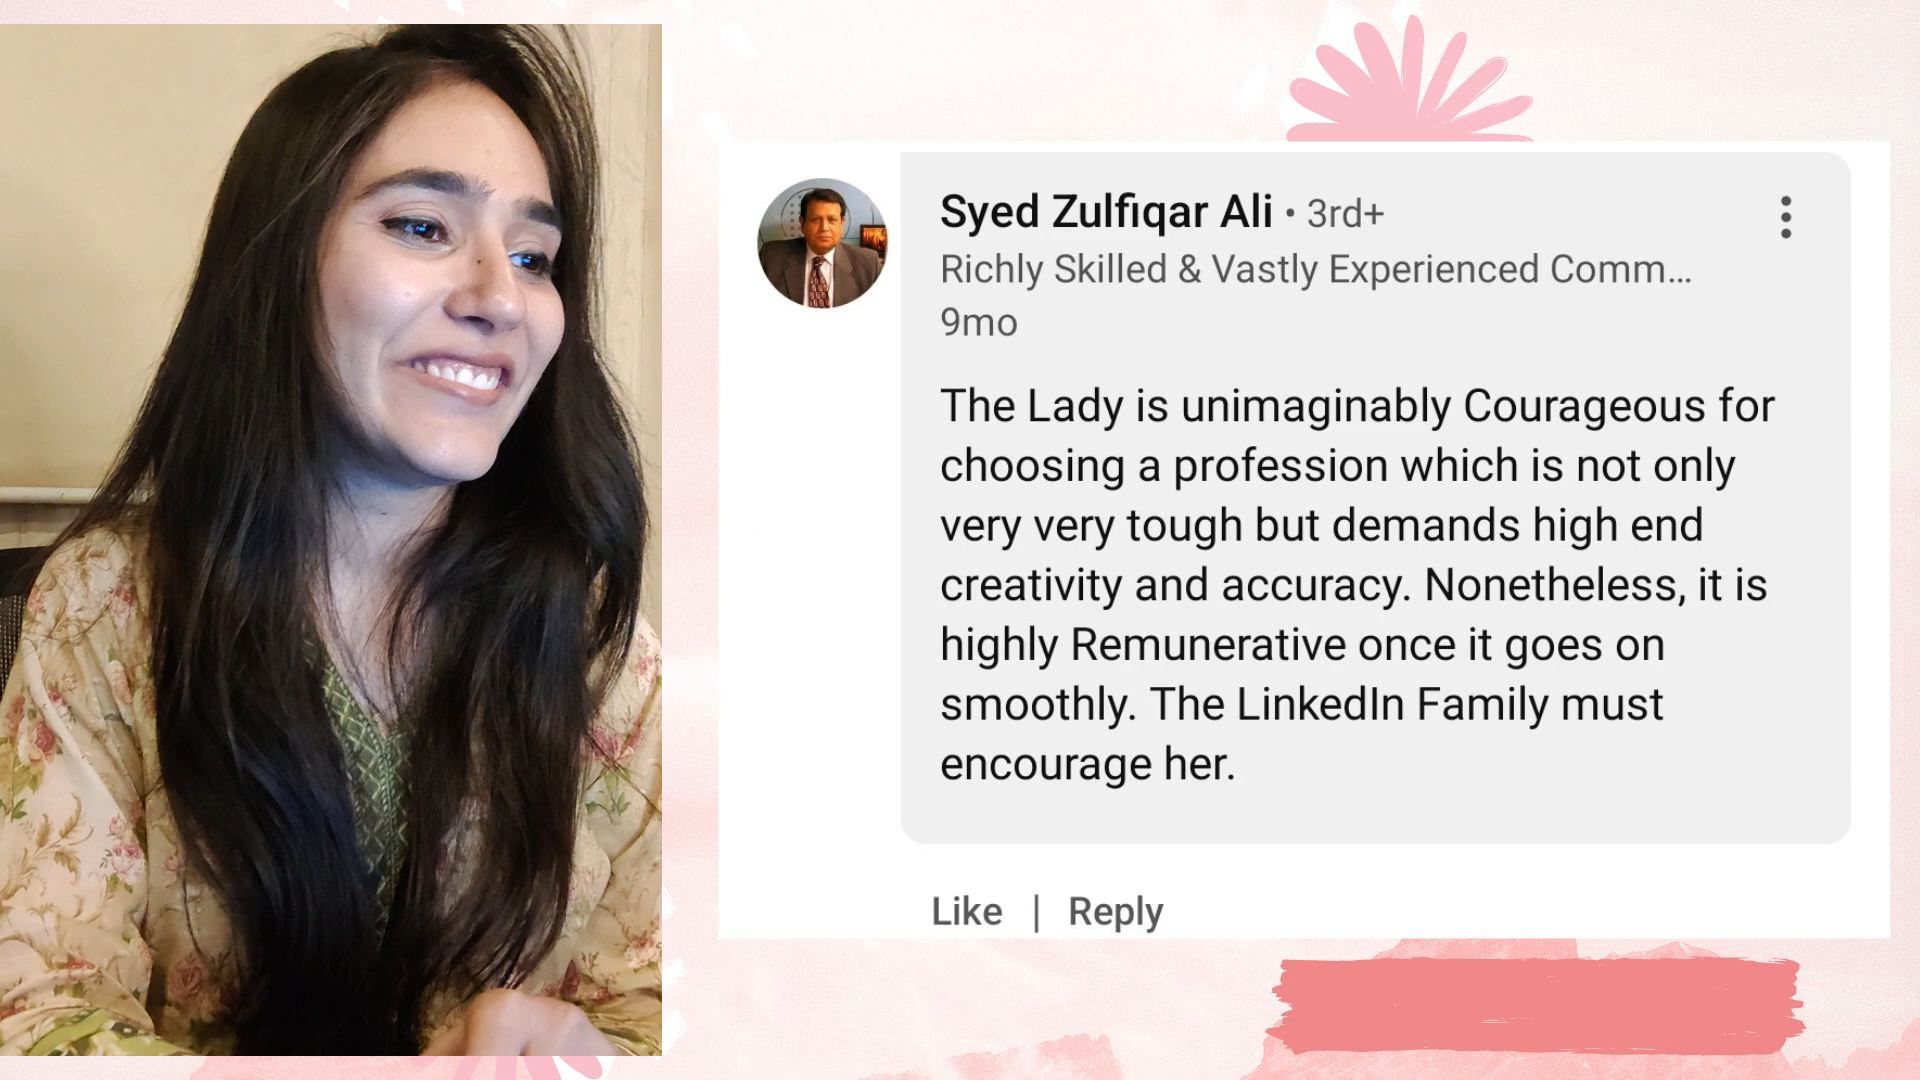 Syed Zulfiqar Ali • 3rd+
Richly Skilled & Vastly Experienced Comm...
9mo
The Lady is unimaginably Courageous for
choosing a profession which is not only
very very tough but demands high end
creativity and accuracy. Nonetheless, it is
highly Remunerative once it goes on
smoothly. The LinkedIn Family must
encourage her.
Like | Reply